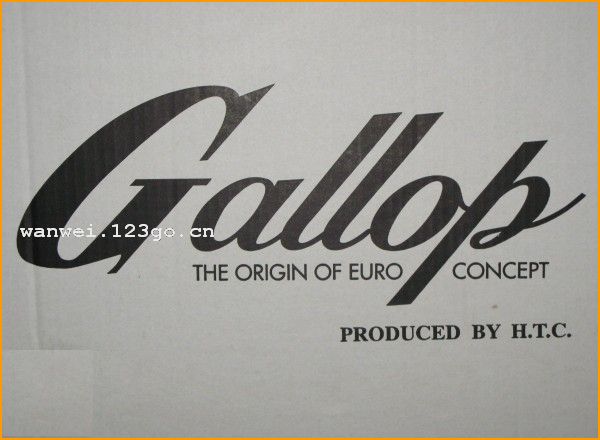 Gallop
wanwei.123go.cn
THE ORIGIN OF EURO CONCEPT
PRODUCED BY H.T.C.